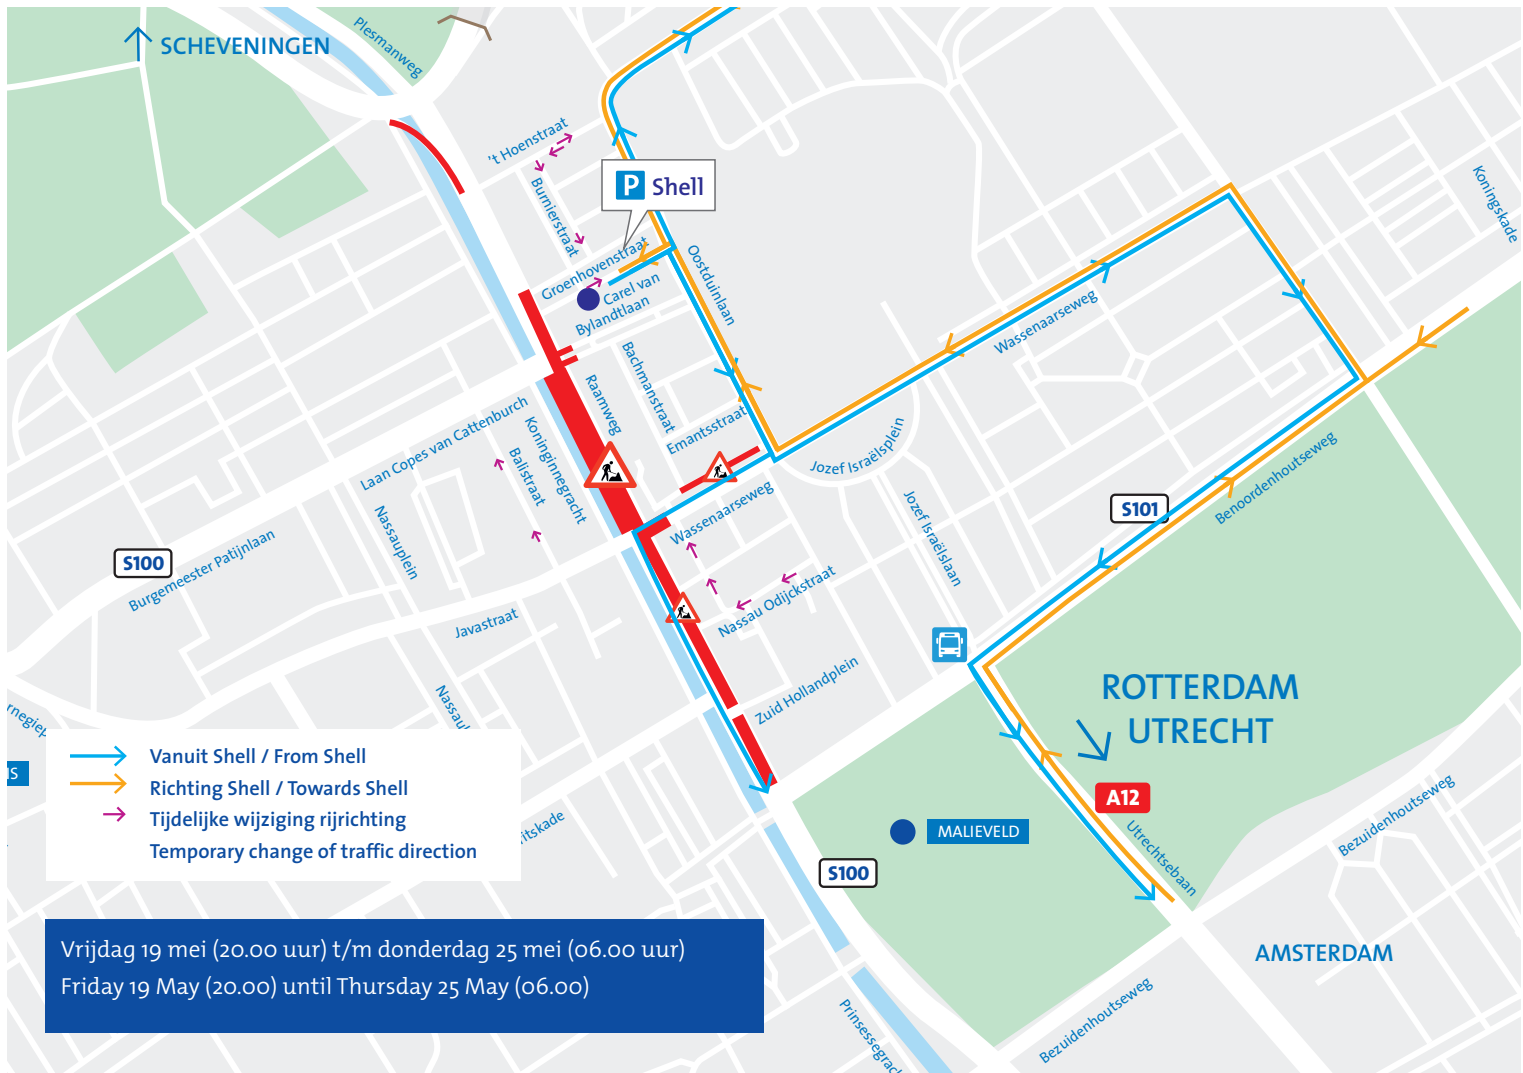 SCHEVENINGEN
Plesmanweg
't Hoenstraat
Burnierstraat
P Shell
Groenhovenstraat
Carel van
Bylandtlaan
Oostduinlaan
Koningskade
Wassenaarseweg
Bachmanstraat
Raamweg
Emantsstraat
Laan Copes van Cattenburch
Koninginnegracht
Balistraat
Jozef Israëlsplein
Jozef Israëlslaan
Benoordenhoutseweg
S101
Wassenaarseweg
Nassauplein
S100
Burgemeester Patijnlaan
Javastraat
Nassau Odijckstraat
Zuid Hollandplein
ROTTERDAM
UTRECHT
A12
Utrechtsebaan
Bezuidenhoutseweg
MALIEVELD
S100
AMSTERDAM
Bezuidenhoutseweg
Prinsessegrach
Vanuit Shell / From Shell
Richting Shell / Towards Shell
Tijdelijke wijziging rijrichting
Temporary change of traffic direction
Vrijdag 19 mei (20.00 uur) t/m donderdag 25 mei (06.00 uur)
Friday 19 May (20.00) until Thursday 25 May (06.00)